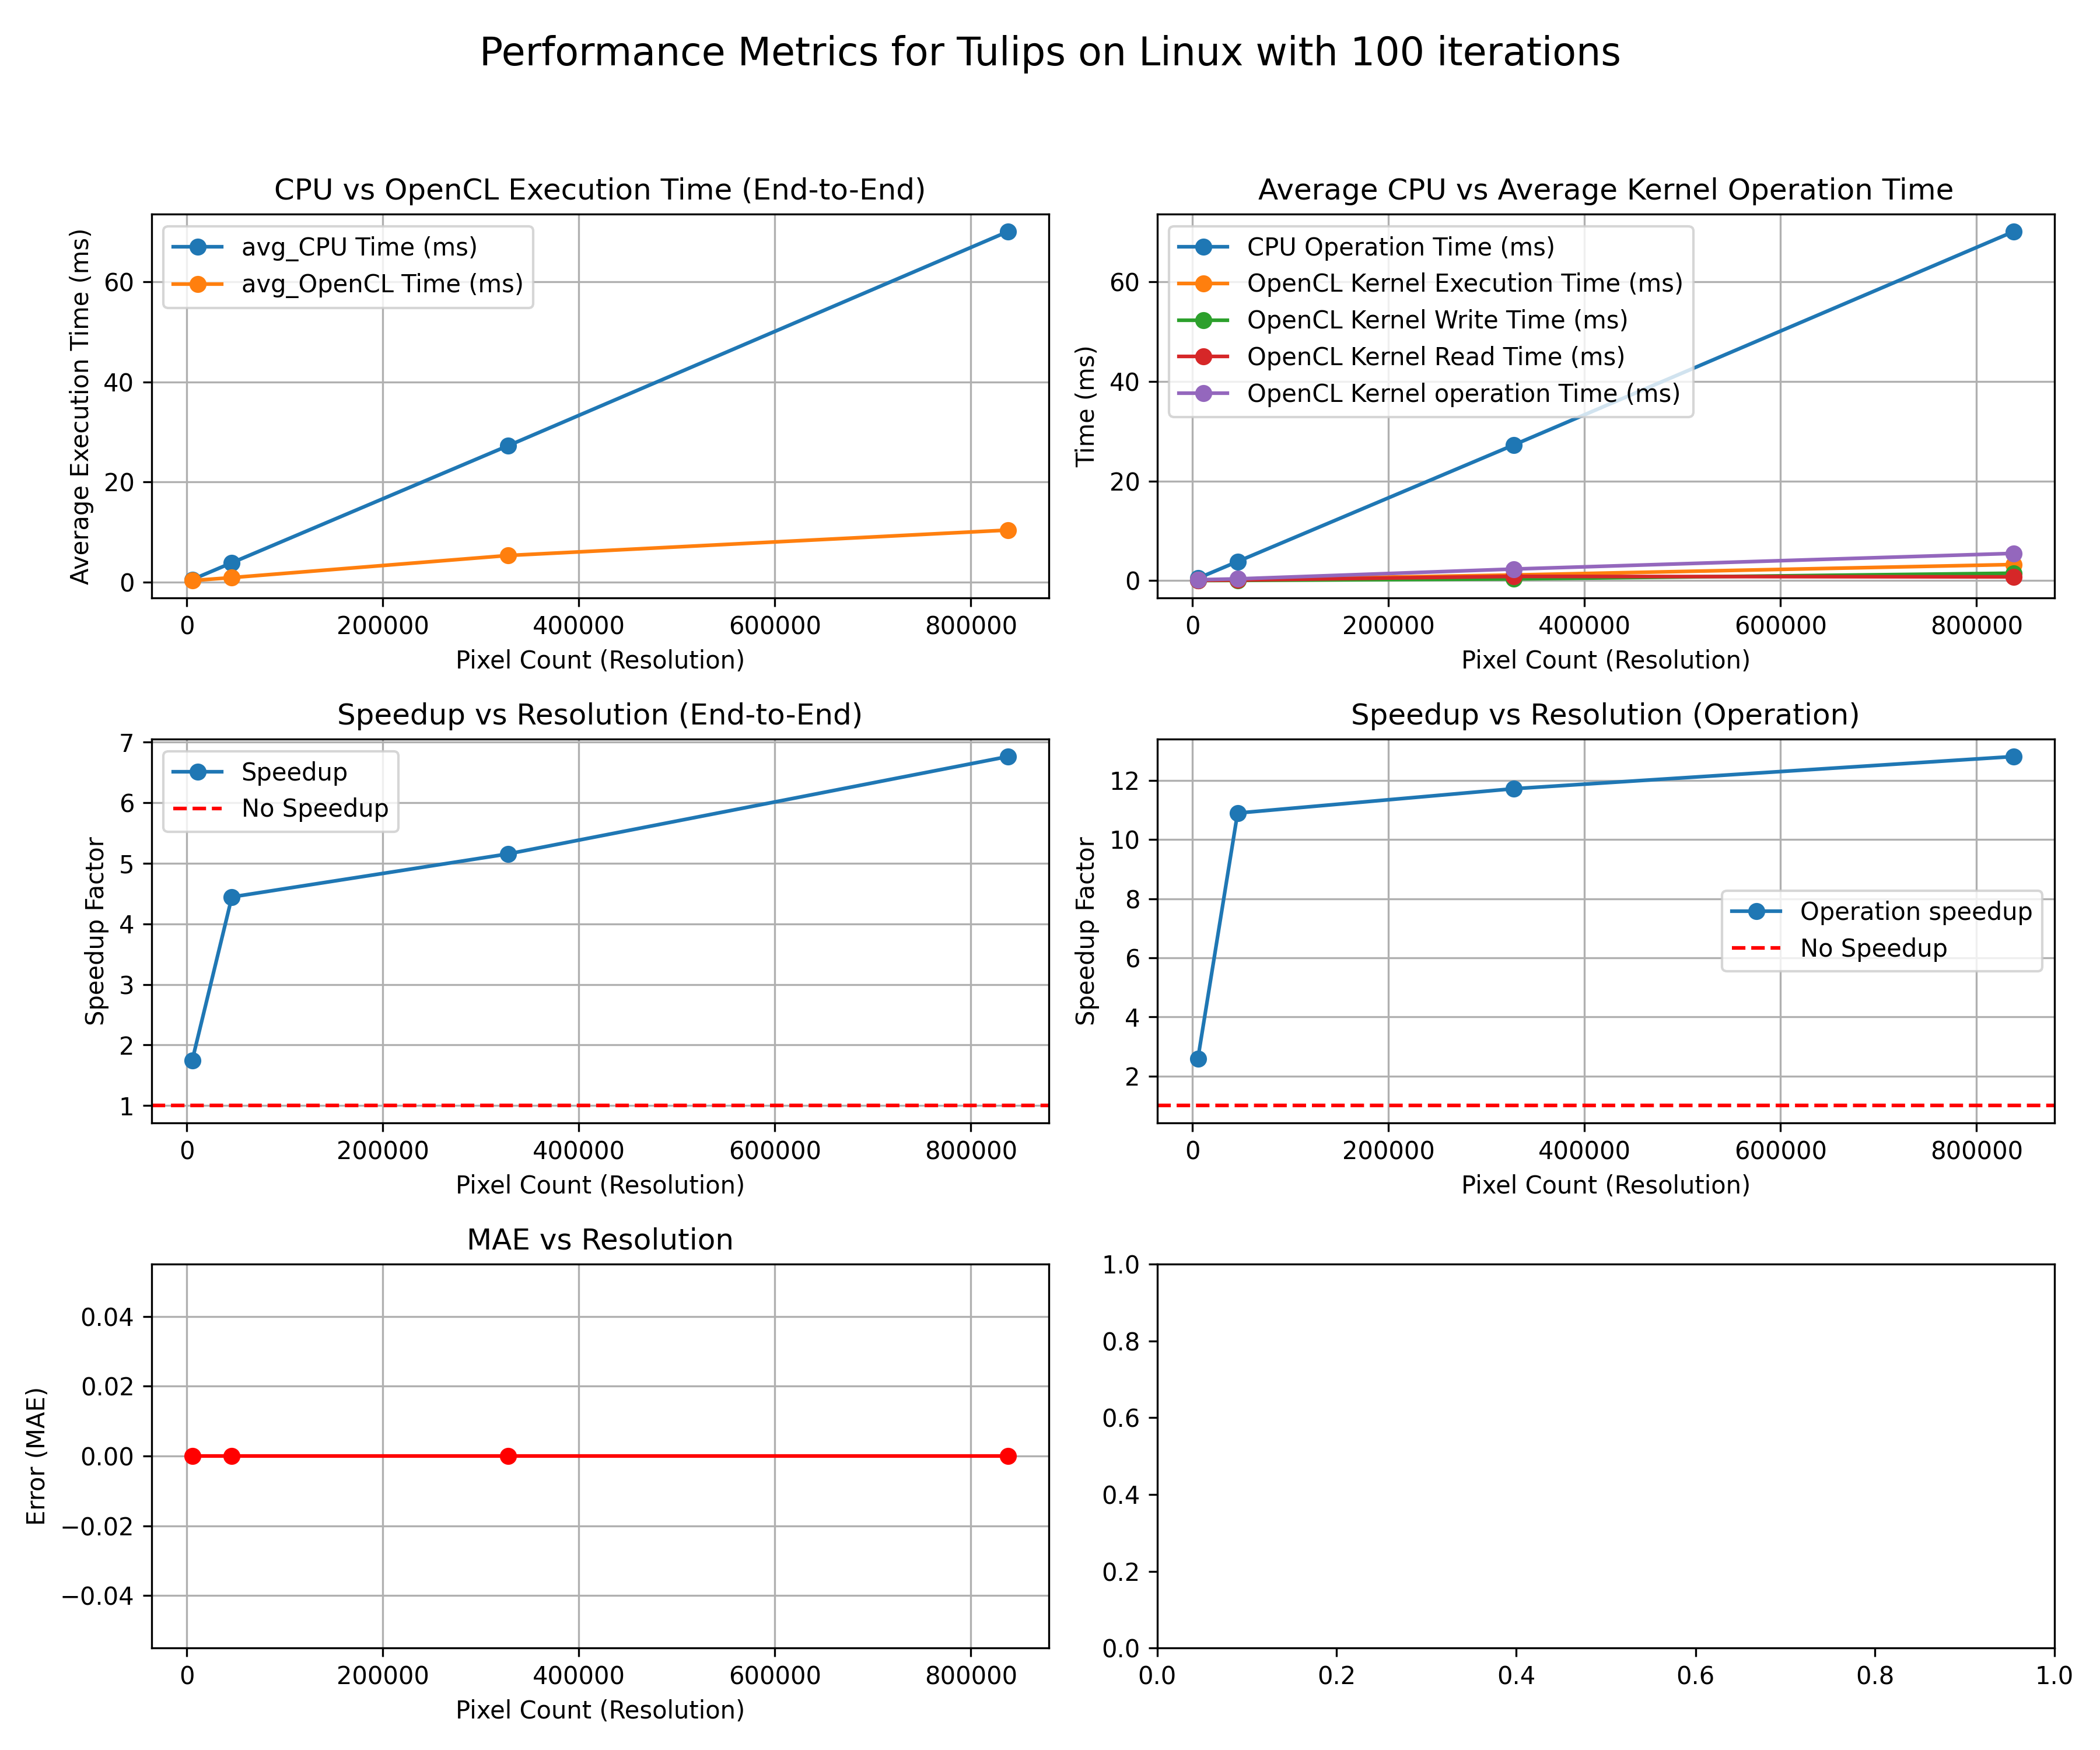 Performance Metrics for Tulips on Linux with 100 iterations
CPU vs OpenCL Execution Time (End-to-End)
Average Execution Time (ms)
60
40
20
0
avg_CPU Time (ms)
avg_OpenCL Time (ms)
0 200000 400000 600000 800000
Pixel Count (Resolution)
Average CPU vs Average Kernel Operation Time
Time (ms)
60
40
20
0
CPU Operation Time (ms)
OpenCL Kernel Execution Time (ms)
OpenCL Kernel Write Time (ms)
OpenCL Kernel Read Time (ms)
OpenCL Kernel operation Time (ms)
0 200000 400000 600000 800000
Pixel Count (Resolution)
Speedup vs Resolution (End-to-End)
Speedup Factor
7
6
5
4
3
2
1
Speedup
No Speedup
0 200000 400000 600000 800000
Pixel Count (Resolution)
Speedup vs Resolution (Operation)
Speedup Factor
12
10
8
6
4
2
Operation speedup
No Speedup
0 200000 400000 600000 800000
Pixel Count (Resolution)
MAE vs Resolution
Error (MAE)
0.04
0.02
0.00
−0.02
−0.04
0 200000 400000 600000 800000
Pixel Count (Resolution)
1.0
0.8
0.6
0.4
0.2
0.0
0.0 0.2 0.4 0.6 0.8 1.0